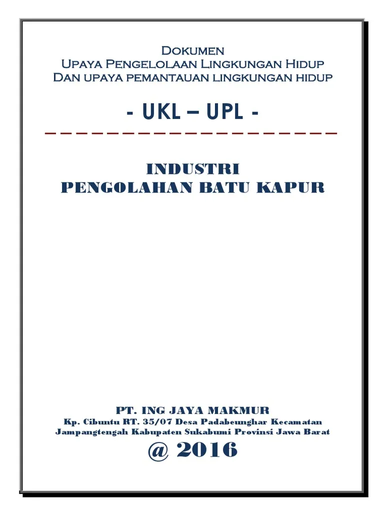 DOKUMEN
UPAYA PENGELOLAAN LINGKUNGAN HIDUP
DAN UPAYA PEMANTAUAN LINGKUNGAN HIDUP
- UKL – UPL -
INDUSTRI
PENGOLAHAN BATU KAPUR
PT. ING JAYA MAKMUR
Kp. Cibuntu RT. 35/07 Desa Padabeunghar Kecamatan
Jampangtengah Kabupaten Sukabumi Provinsi Jawa Barat
@ 2016